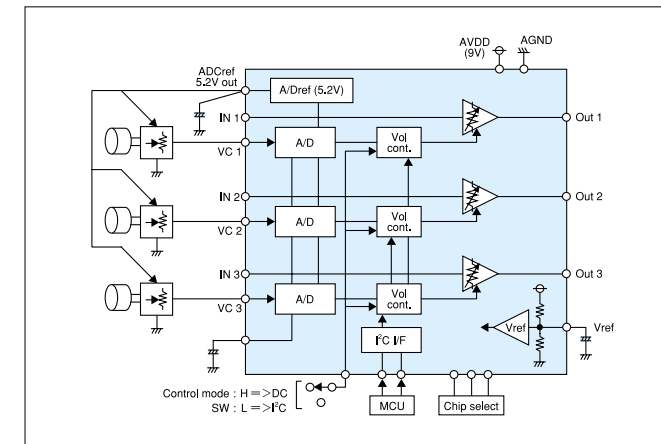 AVDD
(9V)
AGND
ADCref
5.2V out
A/Dref (5.2V)
IN 1
Out 1
A/D
Vol
cont.
VC 1
IN 2
Out 2
A/D
Vol
cont.
VC 2
IN 3
Out 3
A/D
Vol
cont.
VC 3
Vref
Vref
I²C I/F
Control mode : H =>DC
SW : L =>I²C
MCU
Chip select